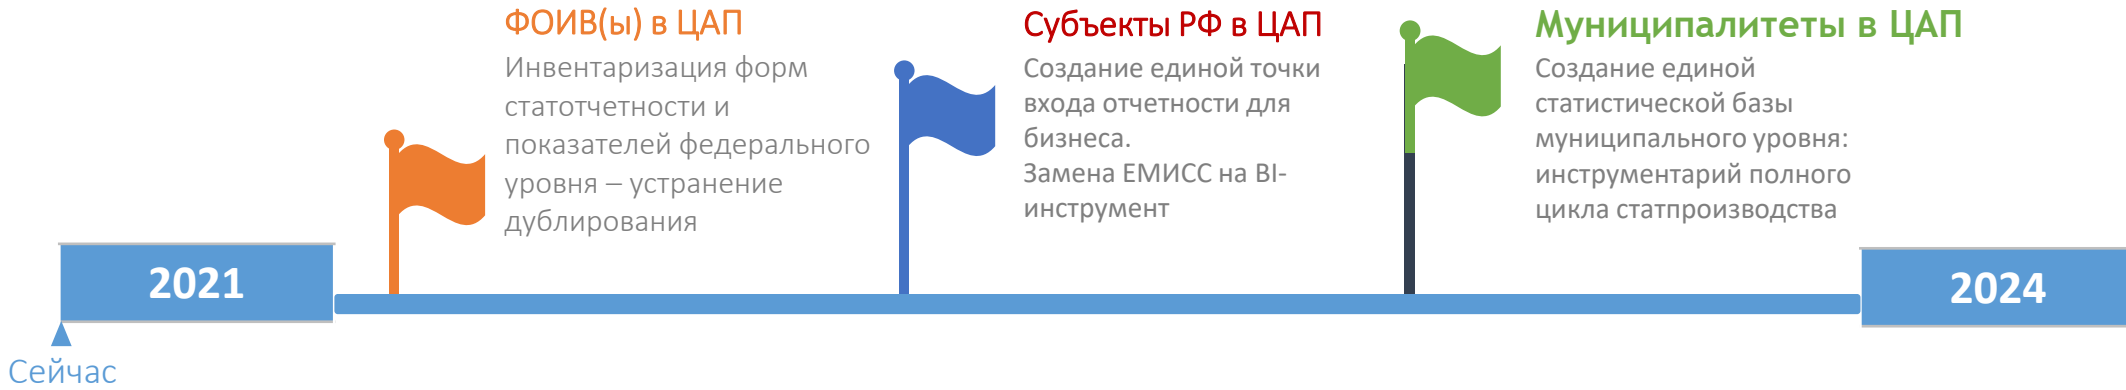 ФОИВ(ы) в ЦАП
Инвентаризация форм
статотчетности и
показателей федерального
уровня – устранение
дублирования
Субъекты РФ в ЦАП
Создание единой точки
входа отчетности для
бизнеса.
Замена ЕМИСС на BI-
инструмент
Муниципалитеты в ЦАП
Создание единой
статистической базы
муниципального уровня:
инструментарий полного
цикла статпроизводства
2021
2024
Сейчас